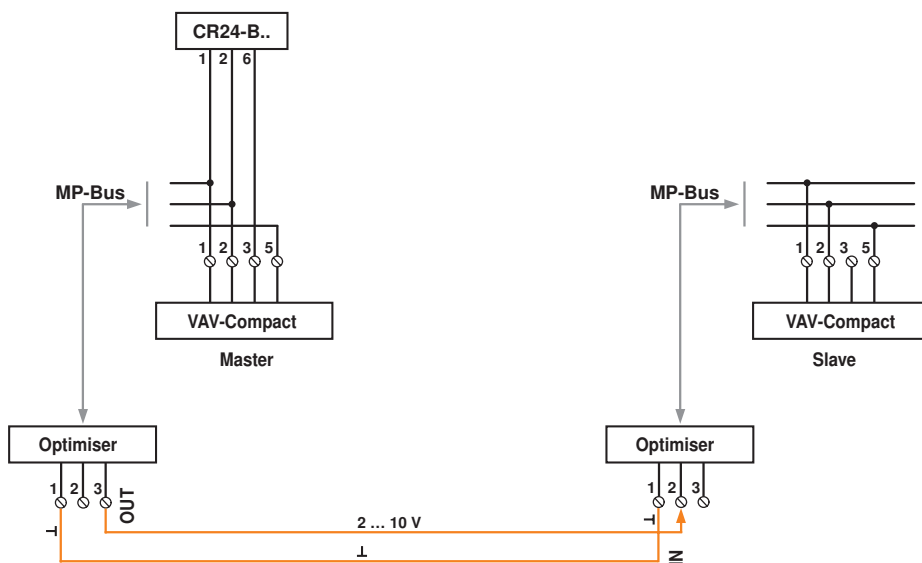 CR24-B..
1 2 6
MP-Bus
MP-Bus
1 2 3 5
1 2 3 5
VAV-Compact
VAV-Compact
Master
Slave
Optimiser
Optimiser
1 2 3
1 2 3
OUT
2 ... 10 V
IN